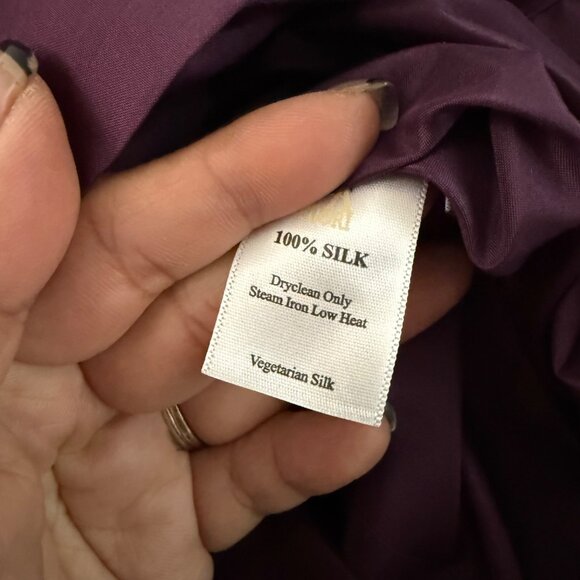 100% SILK
Dryclean Only
Steam Iron Low Heat
Vegetarian Silk